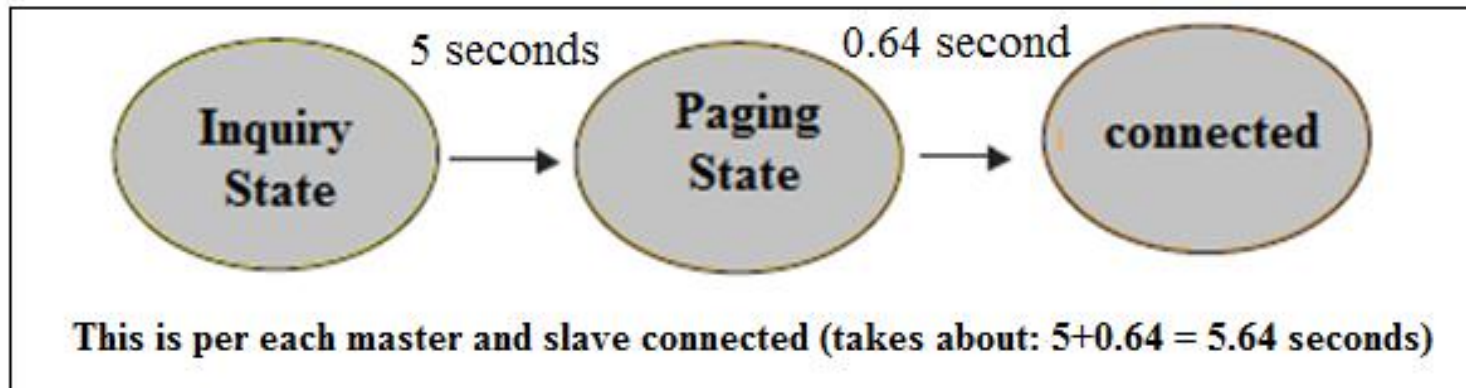 5 seconds
0.64 second
Inquiry
State
Paging
State
connected
This is per each master and slave connected (takes about: 5+0.64 = 5.64 seconds)